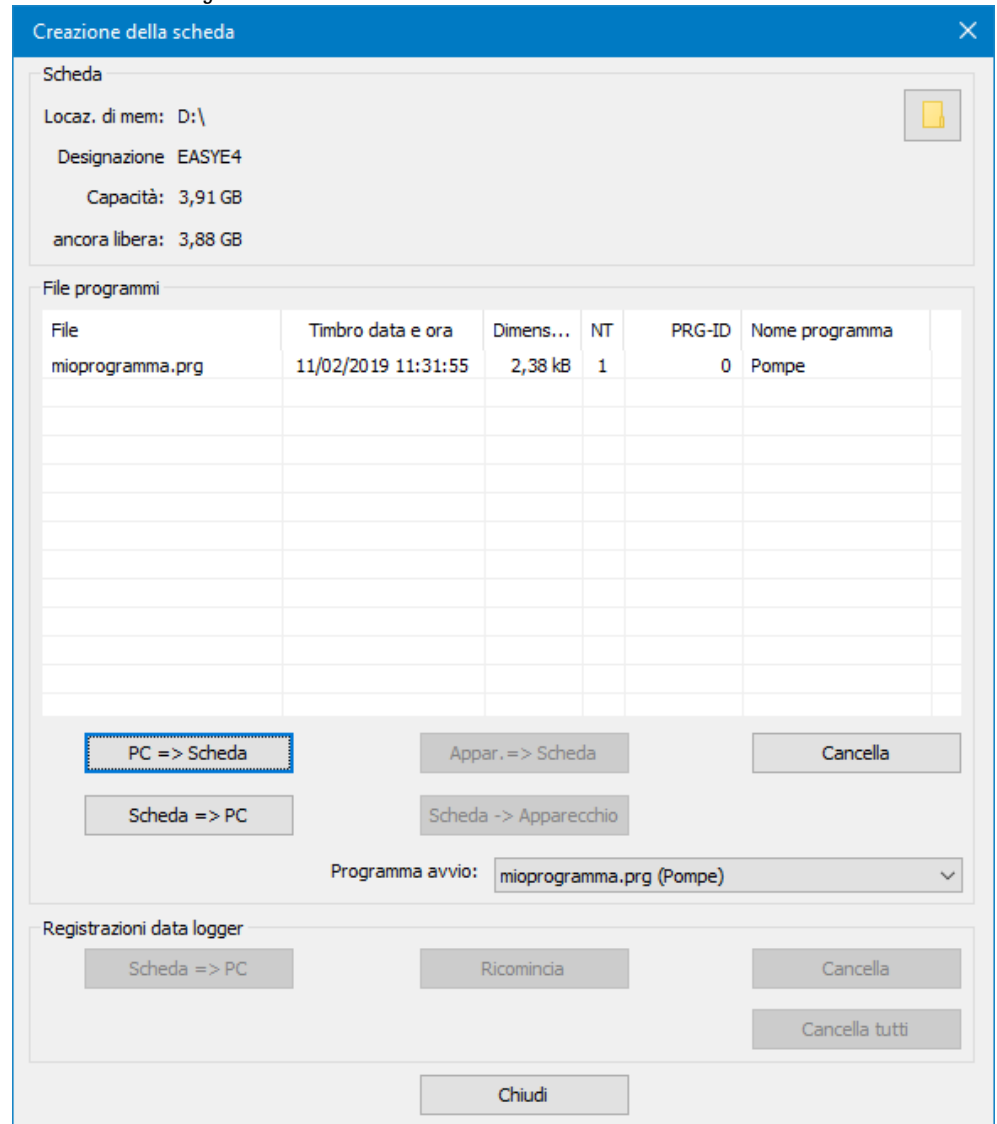 Creazione della scheda
Scheda
Locaz. di mem: D:\
Designazione EASYE4
Capacità: 3,91 GB
ancora libera: 3,88 GB
File programmi
File Timbro data e ora Dimens... NT PRG-ID Nome programma
mioprogramma.prg 11/02/2019 11:31:55 2,38 kB 1 0 Pompe
PC => Scheda Appar.=> Scheda Cancella
Scheda => PC Scheda -> Apparecchio
Programma avvio: mioprogramma.prg (Pompe)
Registrazioni data logger
Scheda => PC Ricomincia Cancella
Cancella tutti
Chiudi